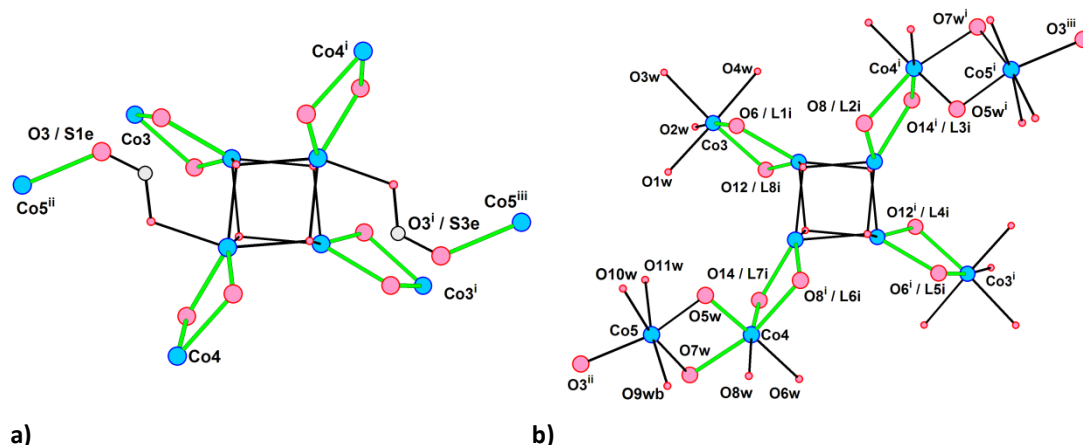 a)
Co4ⁱ
Co3
O3 / S1e
Co5ⁱⁱ
Co5ⁱⁱⁱ
O3ⁱ / S3e
Co3ⁱ
Co4
b)
O7wⁱ
O3ⁱⁱⁱ
Co4ⁱ
Co5ⁱ
O3w
O4w
O8 / L2i
O5wⁱ
O6 / L1i
O14ⁱ / L3i
O2w
Co3
O1w
O12 / L8i
O12ⁱ / L4i
O11w
O10w
O14 / L7i
O6ⁱ / L5i
Co3ⁱ
O8ⁱ / L6i
O5w
Co5
Co4
O7w
O3ⁱⁱ
O9wb
O8w
O6w